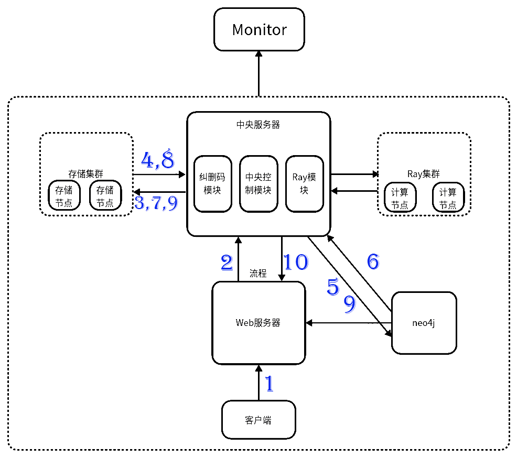 Monitor
中央服务器
存储集群
4,8
纠删码
模块
中央控
制模块
Ray模
块
Ray集群
存储
节点
存储
节点
计算
节点
计算
节点
3,7,9
2
流程
10
5
9
6
Web服务器
neo4j
1
客户端